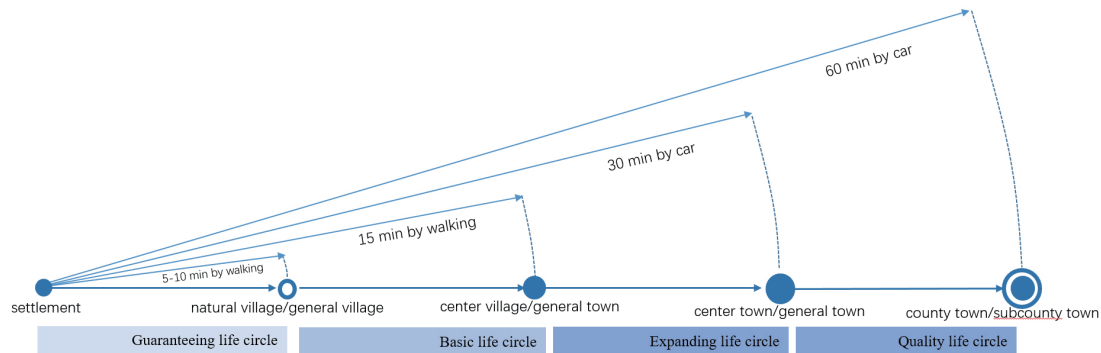 60 min by car
30 min by car
15 min by walking
5-10 min by walking
settlement
natural village/general village
center village/general town
center town/general town
county town/subcounty town
Guaranteeing life circle
Basic life circle
Expanding life circle
Quality life circle